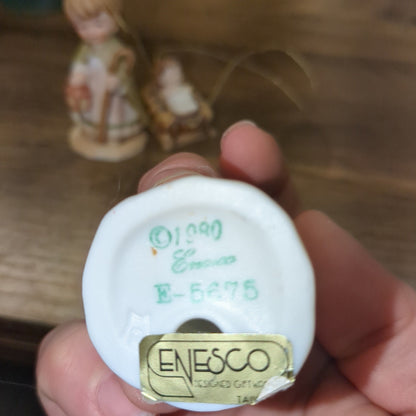 ©1990
Enesco
E-5675
ENESCO
DESIGNED GIFTWARE